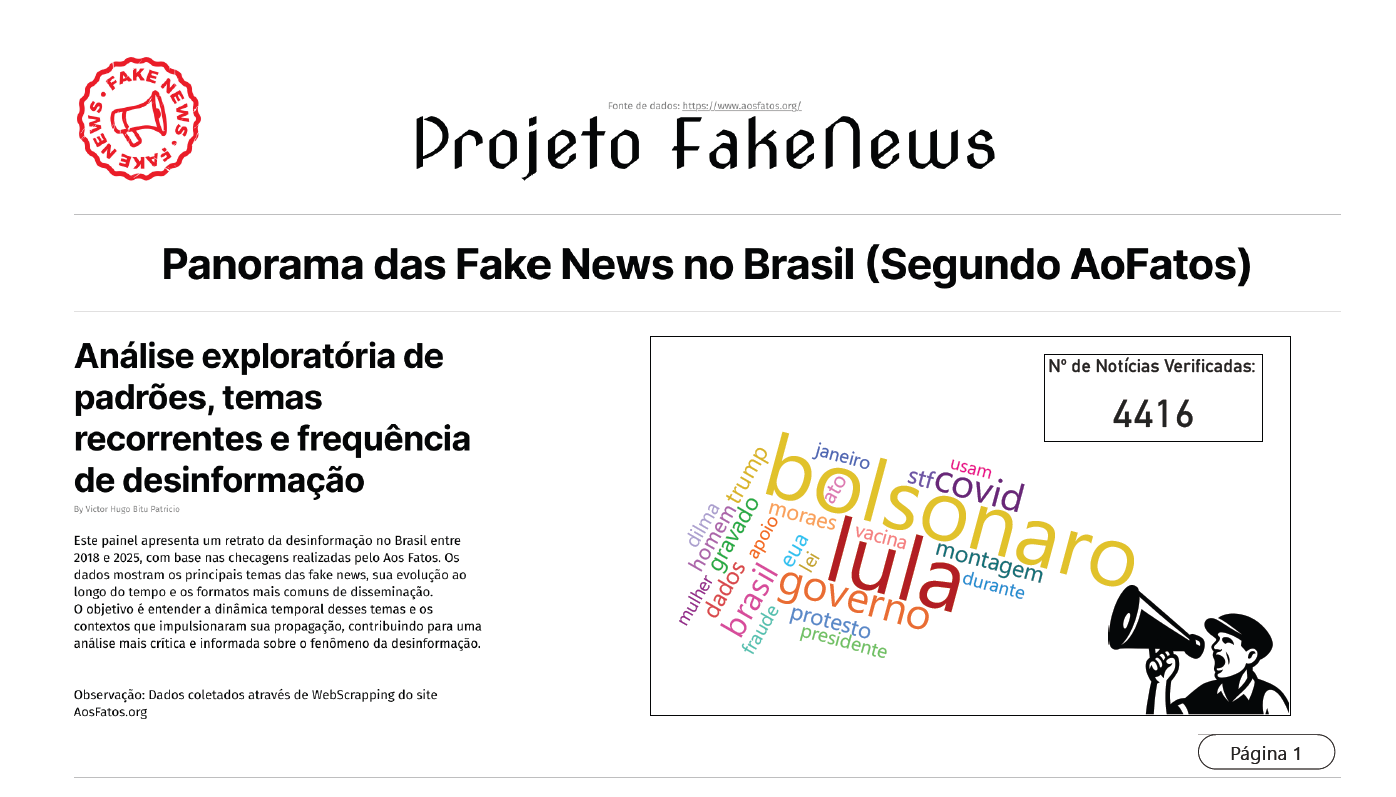 FAKE NEWS · FAKE NEWS ·
Fonte de dados: https://www.aosfatos.org/
Projeto FakeNews
Panorama das Fake News no Brasil (Segundo AoFatos)
Análise exploratória de
padrões, temas
recorrentes e frequência
de desinformação
By Victor Hugo Bitu Patricio
Este painel apresenta um retrato da desinformação no Brasil entre
2018 e 2025, com base nas checagens realizadas pelo Aos Fatos. Os
dados mostram os principais temas das fake news, sua evolução ao
longo do tempo e os formatos mais comuns de disseminação.
O objetivo é entender a dinâmica temporal desses temas e os
contextos que impulsionaram sua propagação, contribuindo para uma
análise mais crítica e informada sobre o fenômeno da desinformação.
Observação: Dados coletados através de WebScrapping do site
AosFatos.org
Nº de Notícias Verificadas:
4416
bolsonaro
janeiro
usam
stf
covid
trump
ato
moraes
vacina
dilma
homem
gravado
apoio
eua
lei
lula
montagem
durante
mulher
dados
brasil
governo
fraude
protesto
presidente
Página 1